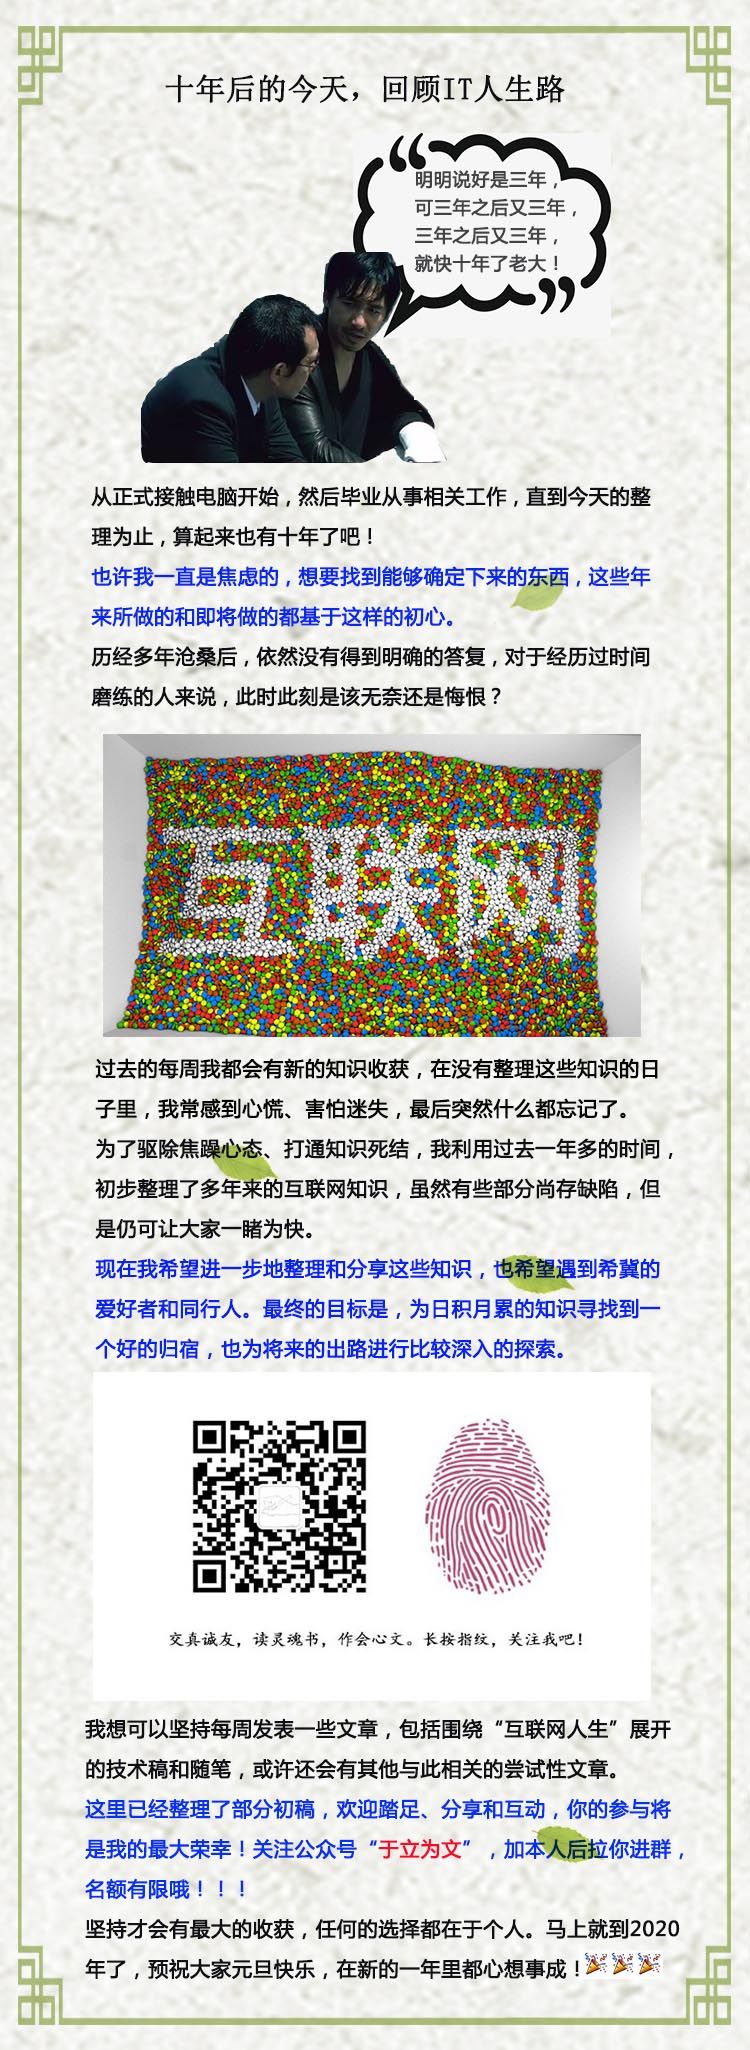 十年后的今天，回顾IT人生路
明明说好是三年，
可三年之后又三年，
三年之后又三年，
就快十年了老大！
从正式接触电脑开始，然后毕业从事相关工作，直到今天的整
理为止，算起来也有十年了吧！
也许我一直是焦虑的，想要找到能够确定下来的东西，这些年
来所做的和即将做的都基于这样的初心。
历经多年沧桑后，依然没有得到明确的答复，对于经历过时间
磨练的人来说，此时此刻是该无奈还是悔恨？
互联网
过去的每周我都会有新的知识收获，在没有整理这些知识的日
子里，我常感到心慌、害怕迷失，最后突然什么都忘记了。
为了驱除焦躁心态、打通知识死结，我利用过去一年多的时间，
初步整理了多年来的互联网知识，虽然有些部分尚存缺陷，但
是仍可让大家一睹为快。
现在我希望进一步地整理和分享这些知识，也希望遇到希冀的
爱好者和同行人。最终的目标是，为日积月累的知识寻找到一
个好的归宿，也为将来的出路进行比较深入的探索。
交真诚友，读灵魂书，作会心文。长按指纹，关注我吧！
我想可以坚持每周发表一些文章，包括围绕“互联网人生”展开
的技术稿和随笔，或许还会有其他与此相关的尝试性文章。
这里已经整理了部分初稿，欢迎踏足、分享和互动，你的参与将
是我的最大荣幸！关注公众号“于立为文”，加本人后拉你进群，
名额有限哦！！！
坚持才会有最大的收获，任何的选择都在于个人。马上就到2020
年了，预祝大家元旦快乐，在新的一年里都心想事成！🎉🎉🎉